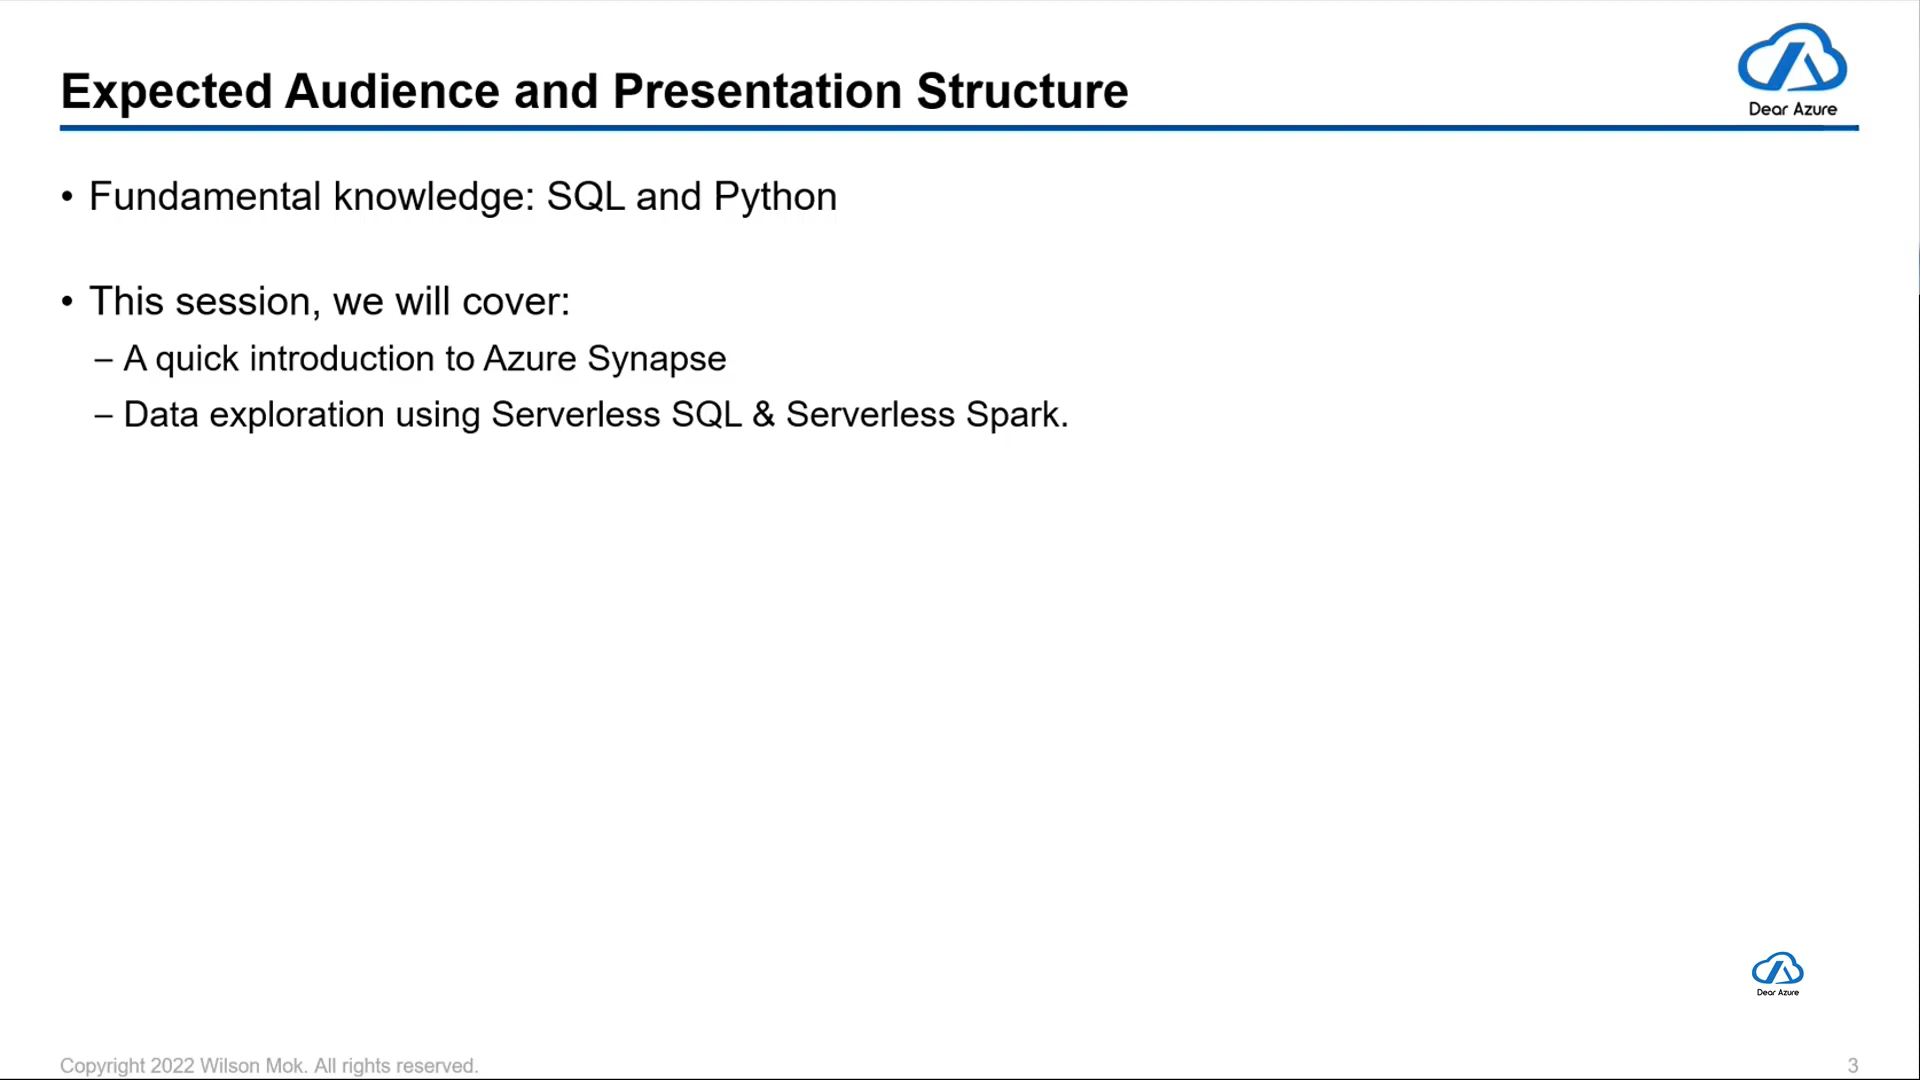 Expected Audience and Presentation Structure
Dear Azure
• Fundamental knowledge: SQL and Python
• This session, we will cover:
– A quick introduction to Azure Synapse
– Data exploration using Serverless SQL & Serverless Spark.
Dear Azure
Copyright 2022 Wilson Mok. All rights reserved.
3